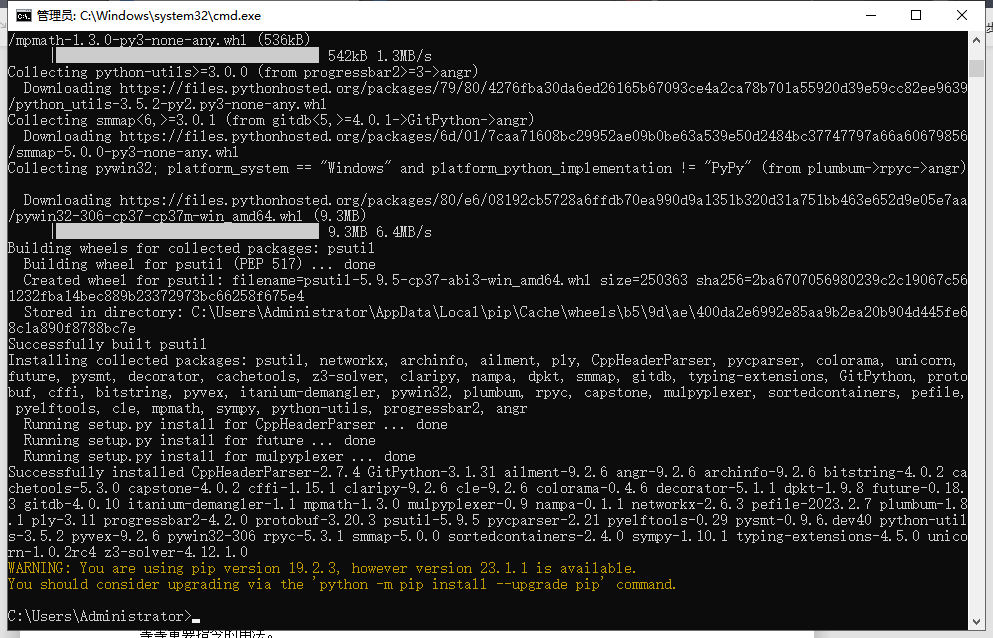 管理员: C:\Windows\system32\cmd.exe
/mpmath-1.3.0-py3-none-any.whl (536kB)
542kB 1.3MB/s
Collecting python-utils>=3.0.0 (from progressbar2>=3->angr)
Downloading https://files.pythonhosted.org/packages/79/80/4276fba30da6ed26165b67093ce4a2ca78b701a55920d39e59cc82ee9639
/python_utils-3.5.2-py2.py3-none-any.whl
Collecting smmap<6,>=3.0.1 (from gitdb<5,>=4.0.1->GitPython->angr)
Downloading https://files.pythonhosted.org/packages/6d/01/7caa71608bc29952ae09b0be63a539e50d2484bc37747797a66a60679856
/smmap-5.0.0-py3-none-any.whl
Collecting pywin32; platform_system == "Windows" and platform_python_implementation != "PyPy" (from plumbum->rpyc->angr)
Downloading https://files.pythonhosted.org/packages/80/e6/08192cb5728a6ffdb70ea990d9a1351b320d31a751bb463e652d9e05e7aa
/pywin32-306-cp37-cp37m-win_amd64.whl (9.3MB)
9.3MB 6.4MB/s
Building wheels for collected packages: psutil
Building wheel for psutil (PEP 517) ... done
Created wheel for psutil: filename=psutil-5.9.5-cp37-abi3-win_amd64.whl size=250363 sha256=2ba6707056980239c2c19067c56
1232fba14bec889b23372973bc66258f675e4
Stored in directory: C:\Users\Administrator\AppData\Local\pip\Cache\wheels\b5\9d\ae\400da2e6992e85aa9b2ea20b904d445fe6
8c1a890f8788bc7e
Successfully built psutil
Installing collected packages: psutil, networkx, archinfo, ailment, ply, CppHeaderParser, pycparser, colorama, unicorn,
future, pysmt, decorator, cachetools, z3-solver, claripy, nampa, dpkt, smmap, gitdb, typing-extensions, GitPython, proto
buf, cffi, bitstring, pyvex, itanium-demangler, pywin32, plumbum, rpyc, capstone, mulpyplexer, sortedcontainers, pefile,
pyelftools, cle, mpmath, sympy, python-utils, progressbar2, angr
Running setup.py install for CppHeaderParser ... done
Running setup.py install for future ... done
Running setup.py install for mulpyplexer ... done
Successfully installed CppHeaderParser-2.7.4 GitPython-3.1.31 ailment-9.2.6 angr-9.2.6 archinfo-9.2.6 bitstring-4.0.2 ca
chetools-5.3.0 capstone-4.0.2 cffi-1.15.1 claripy-9.2.6 cle-9.2.6 colorama-0.4.6 decorator-5.1.1 dpkt-1.9.8 future-0.18.
3 gitdb-4.0.10 itanium-demangler-1.1 mpmath-1.3.0 mulpyplexer-0.9 nampa-0.1.1 networkx-2.6.3 pefile-2023.2.7 plumbum-1.8
.1 ply-3.11 progressbar2-4.2.0 protobuf-3.20.3 psutil-5.9.5 pycparser-2.21 pyelftools-0.29 pysmt-0.9.6.dev40 python-util
s-3.5.2 pyvex-9.2.6 pywin32-306 rpyc-5.3.1 smmap-5.0.0 sortedcontainers-2.4.0 sympy-1.10.1 typing-extensions-4.5.0 unico
rn-1.0.2rc4 z3-solver-4.12.1.0
WARNING: You are using pip version 19.2.3, however version 23.1.1 is available.
You should consider upgrading via the 'python -m pip install --upgrade pip' command.
C:\Users\Administrator>